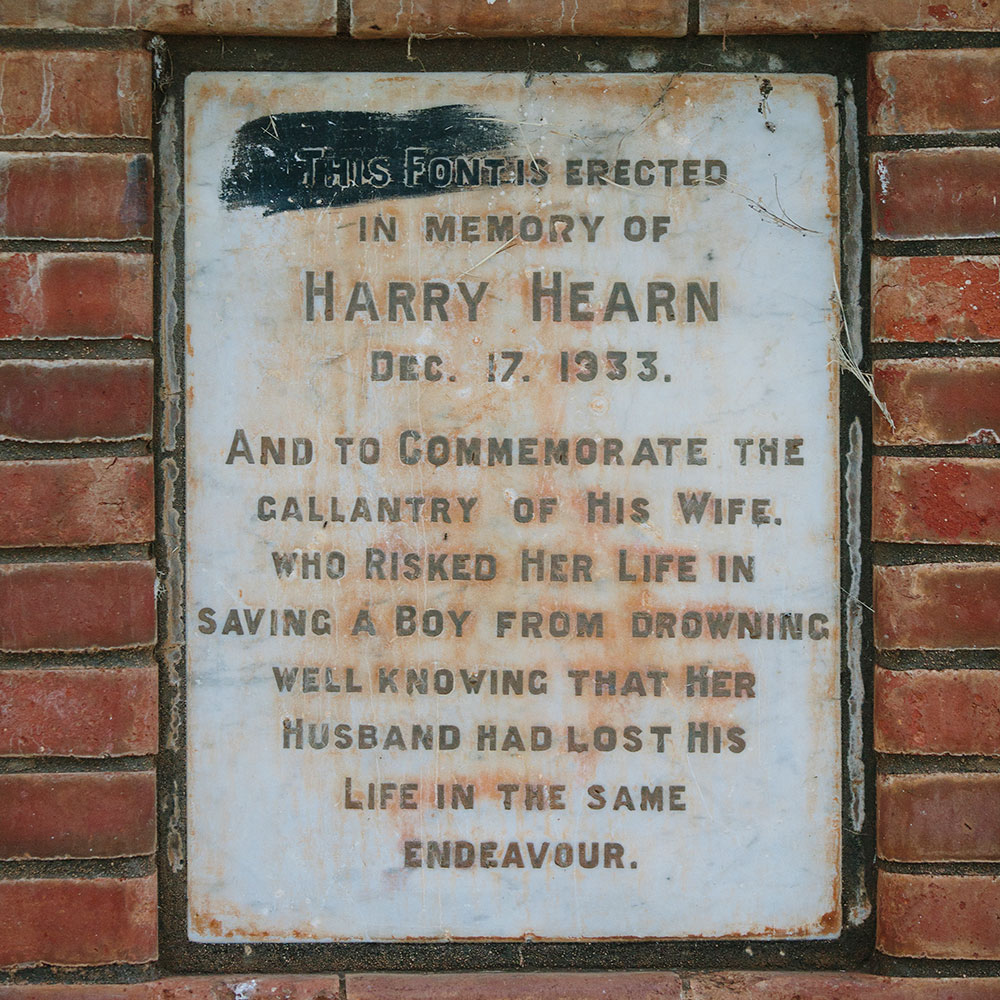 This Font is erected
in memory of
Harry Hearn
Dec. 17. 1933.
And to Commemorate the
gallantry of His Wife.
who Risked Her Life in
saving a Boy from drowning
well knowing that Her
Husband had lost His
Life in the same
endeavour.